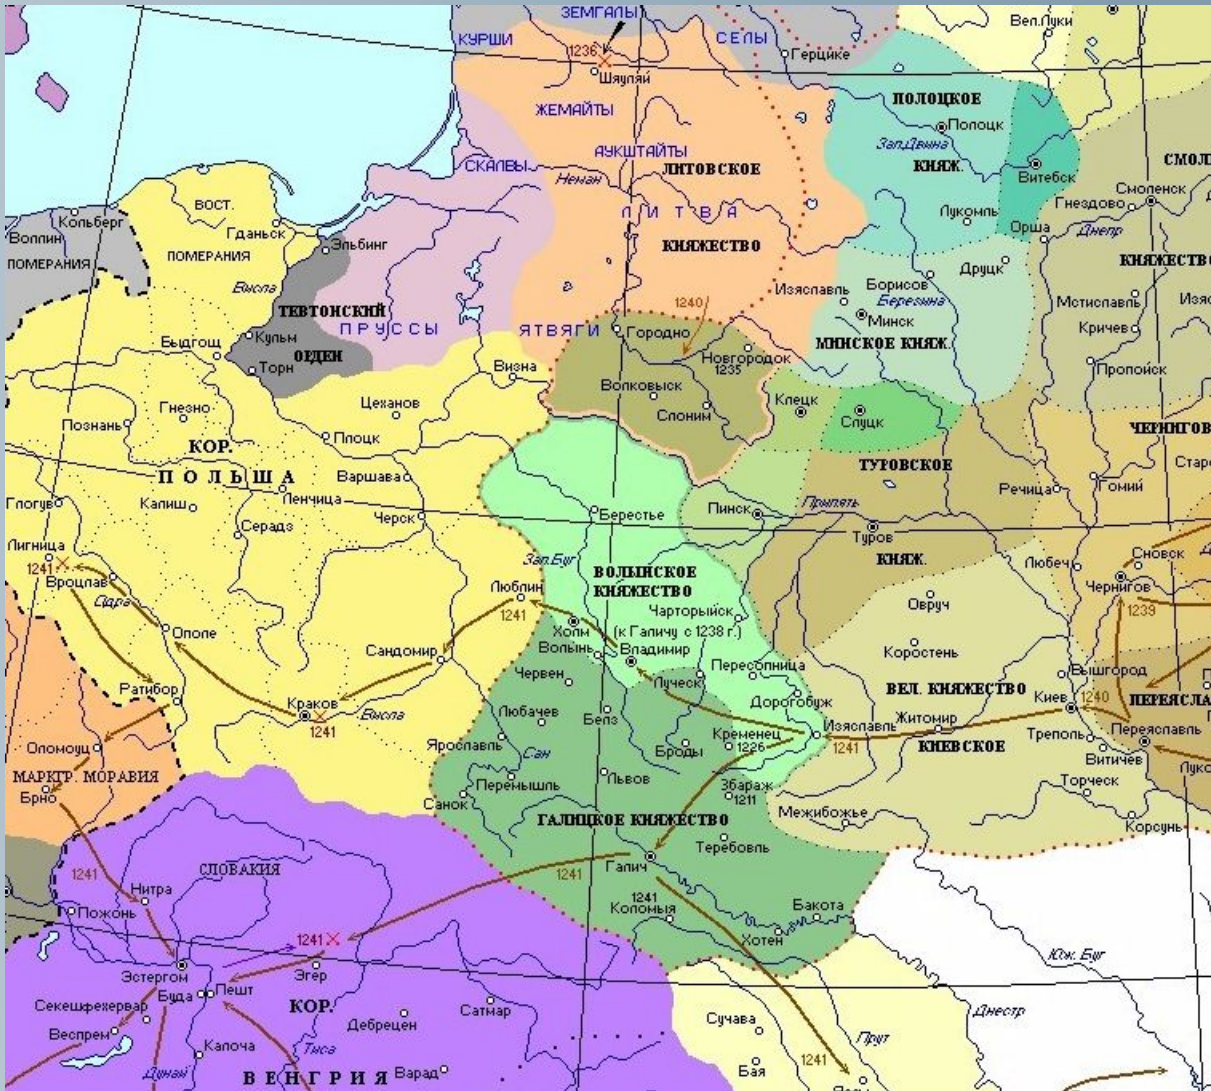 ЗЕМГАЛЫ
Вел.Луки
КУРШИ
1236
СЕЛЫ
Герцике
Шяуляй
ЖЕМАЙТЫ
ПОЛОЦКОЕ
Полоцк
АУКШТАЙТЫ
Зап.Двина
СКАЛВЫ
Неман
ЛИТОВСКОЕ
КНЯЖ.
Витебск
СМОЛ
Смоленск
Гнездово
ВОСТ.
Кольберг
Гданьск
ЛИТВА
Лукомль
Орша
Днепр
Воллин
Эльбинг
КНЯЖЕСТВО
ПОМЕРАНИЯ
ПОМЕРАНИЯ
Друцк
КНЯЖЕСТВО
Висла
Изяславль
Борисов
Березина
Мстиславль
Изяс
ТЕВТОНСКИЙ
1240
Минск
ПРУССЫ
ЯТВЯГИ
Городно
Кричев
Кульм
Быдгощ
МИНСКОЕ КНЯЖ.
ОРДЕН
Новгородок
1235
Торн
Визна
Пропойск
Волковыск
Цеханов
Клецк
Гнезно
Слоним
Слуцк
Познань
Плоцк
ЧЕРНИГОВ
КОР.
ПОЛЬША
Варшава
ТУРОВСКОЕ
Старо
Ленчица
Речица
Гомий
Глогув
Калиш
Черск
Берестье
Пинск
Припять
Серадз
Туров
Лигница
1241
Зап.Буг
КНЯЖ.
Любеч
Сновск
Вроцлав
ВОЛЫНСКОЕ
КНЯЖЕСТВО
Чернигов
Одра
Люблин
1241
Овруч
1239
Чарторыйск
Ополе
Холм
(к Галичу с 1238 г.)
Волынь
Владимир
Коростень
Сандомир
Пересопница
Вышгород
Червен
Луческ
Ратибор
ВЕЛ. КНЯЖЕСТВО
Киев
1240
ПЕРЕЯСЛА
Краков
1241
Висла
Дорогобуж
Любачев
Белз
Изяславль
1241
Житомир
Кременец
1226
КИЕВСКОЕ
Переяславль
Оломоуц
Ярославль
Сан
Броды
Треполь
Витичев
МАРКГР. МОРАВИЯ
Перемышль
Львов
Збараж
1211
Торческ
Луко
Брно
Санок
Межибожье
Корсунь
ГАЛИЦКОЕ КНЯЖЕСТВО
Теребовль
СЛОВАКИЯ
1241
Галич
1241
Нитра
Пожонь
1241
Коломыя
Бакота
1241
Хотен
Эстергом
Эгер
Юж. Буг
Буда
Пешт
Секешфехервар
КОР.
Сатмар
Дебрецен
Сучава
Днестр
Веспрем
Калоча
Тиса
Прут
1241
Дунай
ВЕНГРИЯ
Варад
Бая